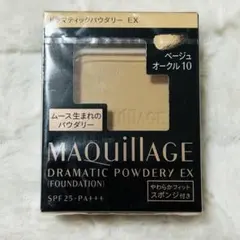 ドラマティックパウダリー EX
ベージュ
オークル10
ムース生まれの
パウダリー
MAQuillAGE
DRAMATIC POWDERY EX
(FOUNDATION)
やわらかフィット
スポンジ付き
SPF25・PA+++